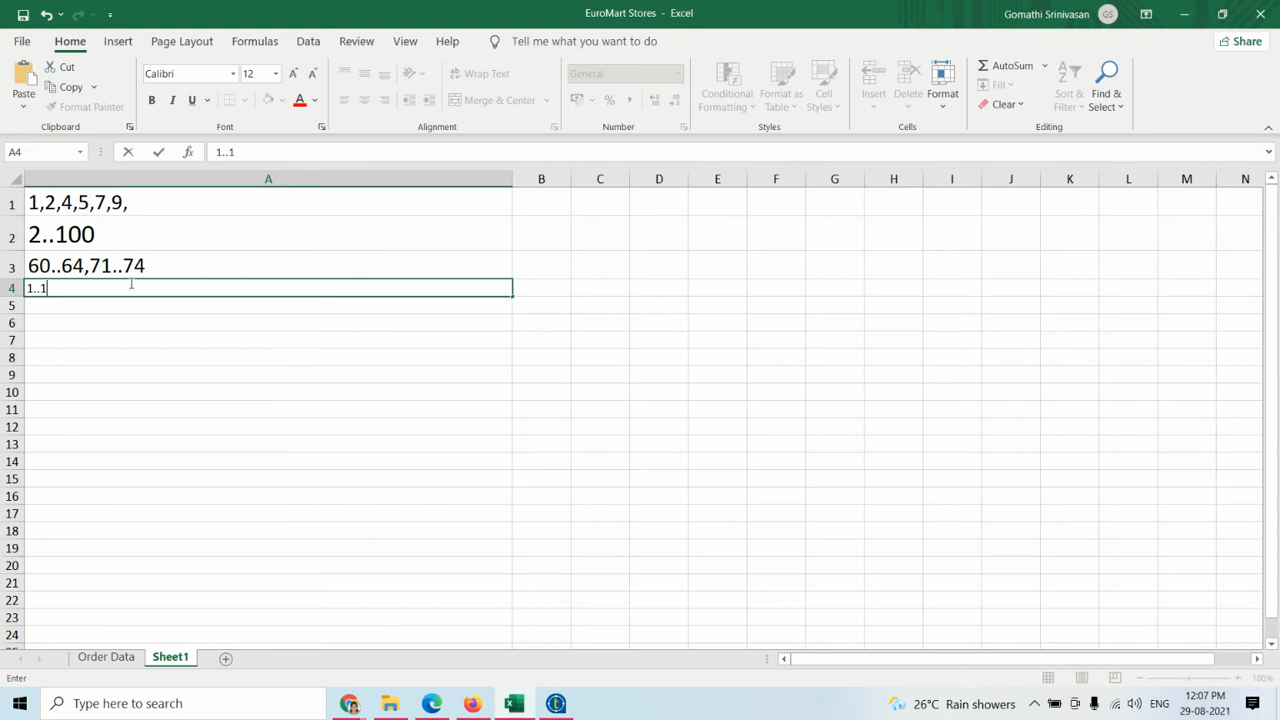 EuroMart Stores - Excel
Gomathi Srinivasan
GS
File Home Insert Page Layout Formulas Data Review View Help Tell me what you want to do
Share
Paste
Cut
Copy
Format Painter
Clipboard
Calibri 12
B I U
Font
Wrap Text
Merge & Center
Alignment
General
Number
Conditional Formatting
Format as Table
Cell Styles
Styles
Insert
Delete
Format
Cells
AutoSum
Fill
Clear
Sort & Filter
Find & Select
Editing
A4 fx 1..1
A B C D E F G H I J K L M N
1 1,2,4,5,7,9,
2 2..100
3 60..64,71..74
4 1..1
5
6
7
8
9
10
11
12
13
14
15
16
17
18
19
20
21
22
23
24
Order Data Sheet1
Enter
100%
Type here to search
26°C Rain showers
12:07 PM
29-08-2021